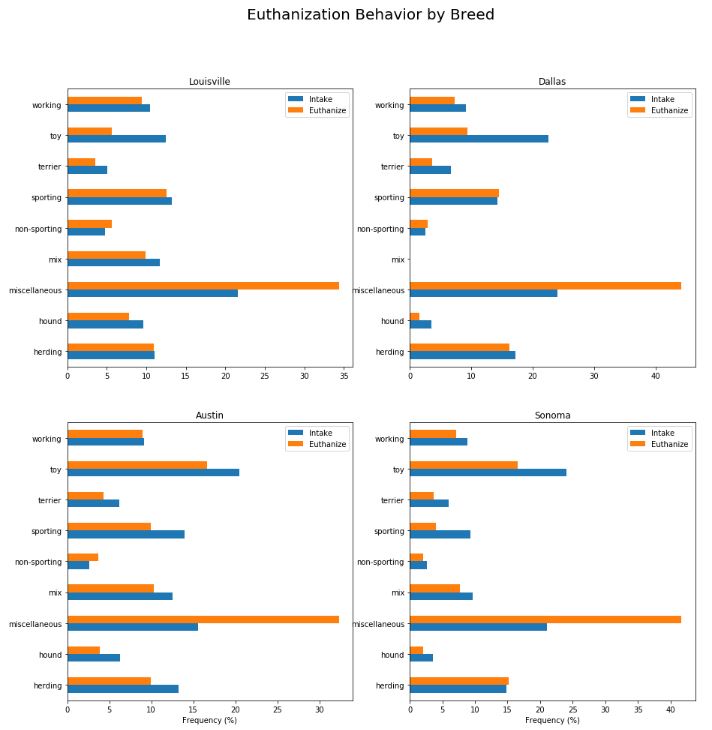 Euthanization Behavior by Breed
Louisville
Intake
Euthanize
working
toy
terrier
sporting
non-sporting
mix
miscellaneous
hound
herding
0 5 10 15 20 25 30 35
Dallas
Intake
Euthanize
working
toy
terrier
sporting
non-sporting
mix
miscellaneous
hound
herding
0 10 20 30 40
Austin
Intake
Euthanize
working
toy
terrier
sporting
non-sporting
mix
miscellaneous
hound
herding
0 5 10 15 20 25 30
Frequency (%)
Sonoma
Intake
Euthanize
working
toy
terrier
sporting
non-sporting
mix
miscellaneous
hound
herding
0 5 10 15 20 25 30 35 40
Frequency (%)